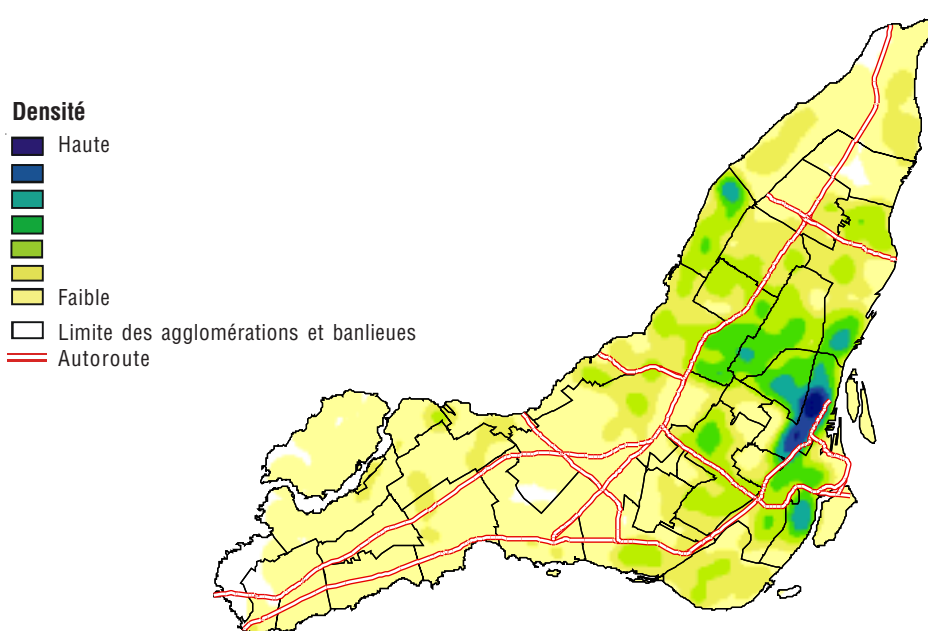 Densité
Haute
Faible
Limite des agglomérations et banlieues
Autoroute